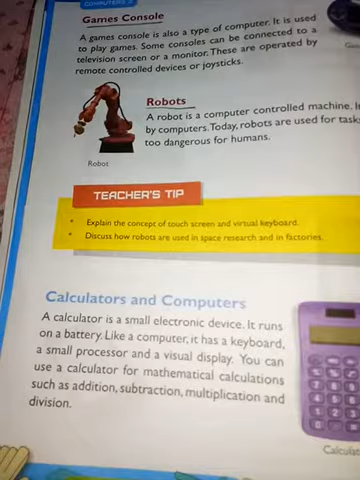 COMPUTERS 2
Games Console
A games console is also a type of computer. It is used
to play games. Some consoles can be connected to a
television screen or a monitor. These are operated by
remote controlled devices or joysticks.
Robots
A robot is a computer controlled machine.
by computers. Today, robots are used for
too dangerous for humans.
Robot
TEACHER'S TIP
* Explain the concept of touch screen and virtual keyboard.
* Discuss how robots are used in space research and in factories.
Calculators and Computers
A calculator is a small electronic device. It runs
on a battery. Like a computer, it has a keyboard,
a small processor and a visual display. You can
use a calculator for mathematical calculations
such as addition, subtraction, multiplication and
division.